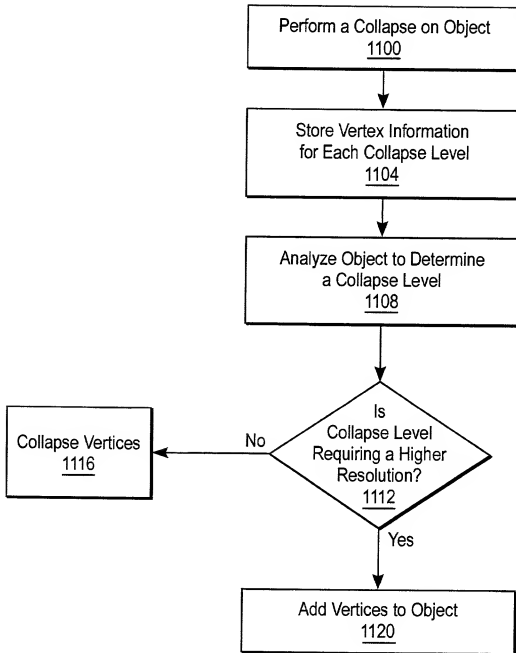 Perform a Collapse on Object
1100
Store Vertex Information
for Each Collapse Level
1104
Analyze Object to Determine
a Collapse Level
1108
Is
Collapse Level
Requiring a Higher
Resolution?
1112
No
Collapse Vertices
1116
Yes
Add Vertices to Object
1120